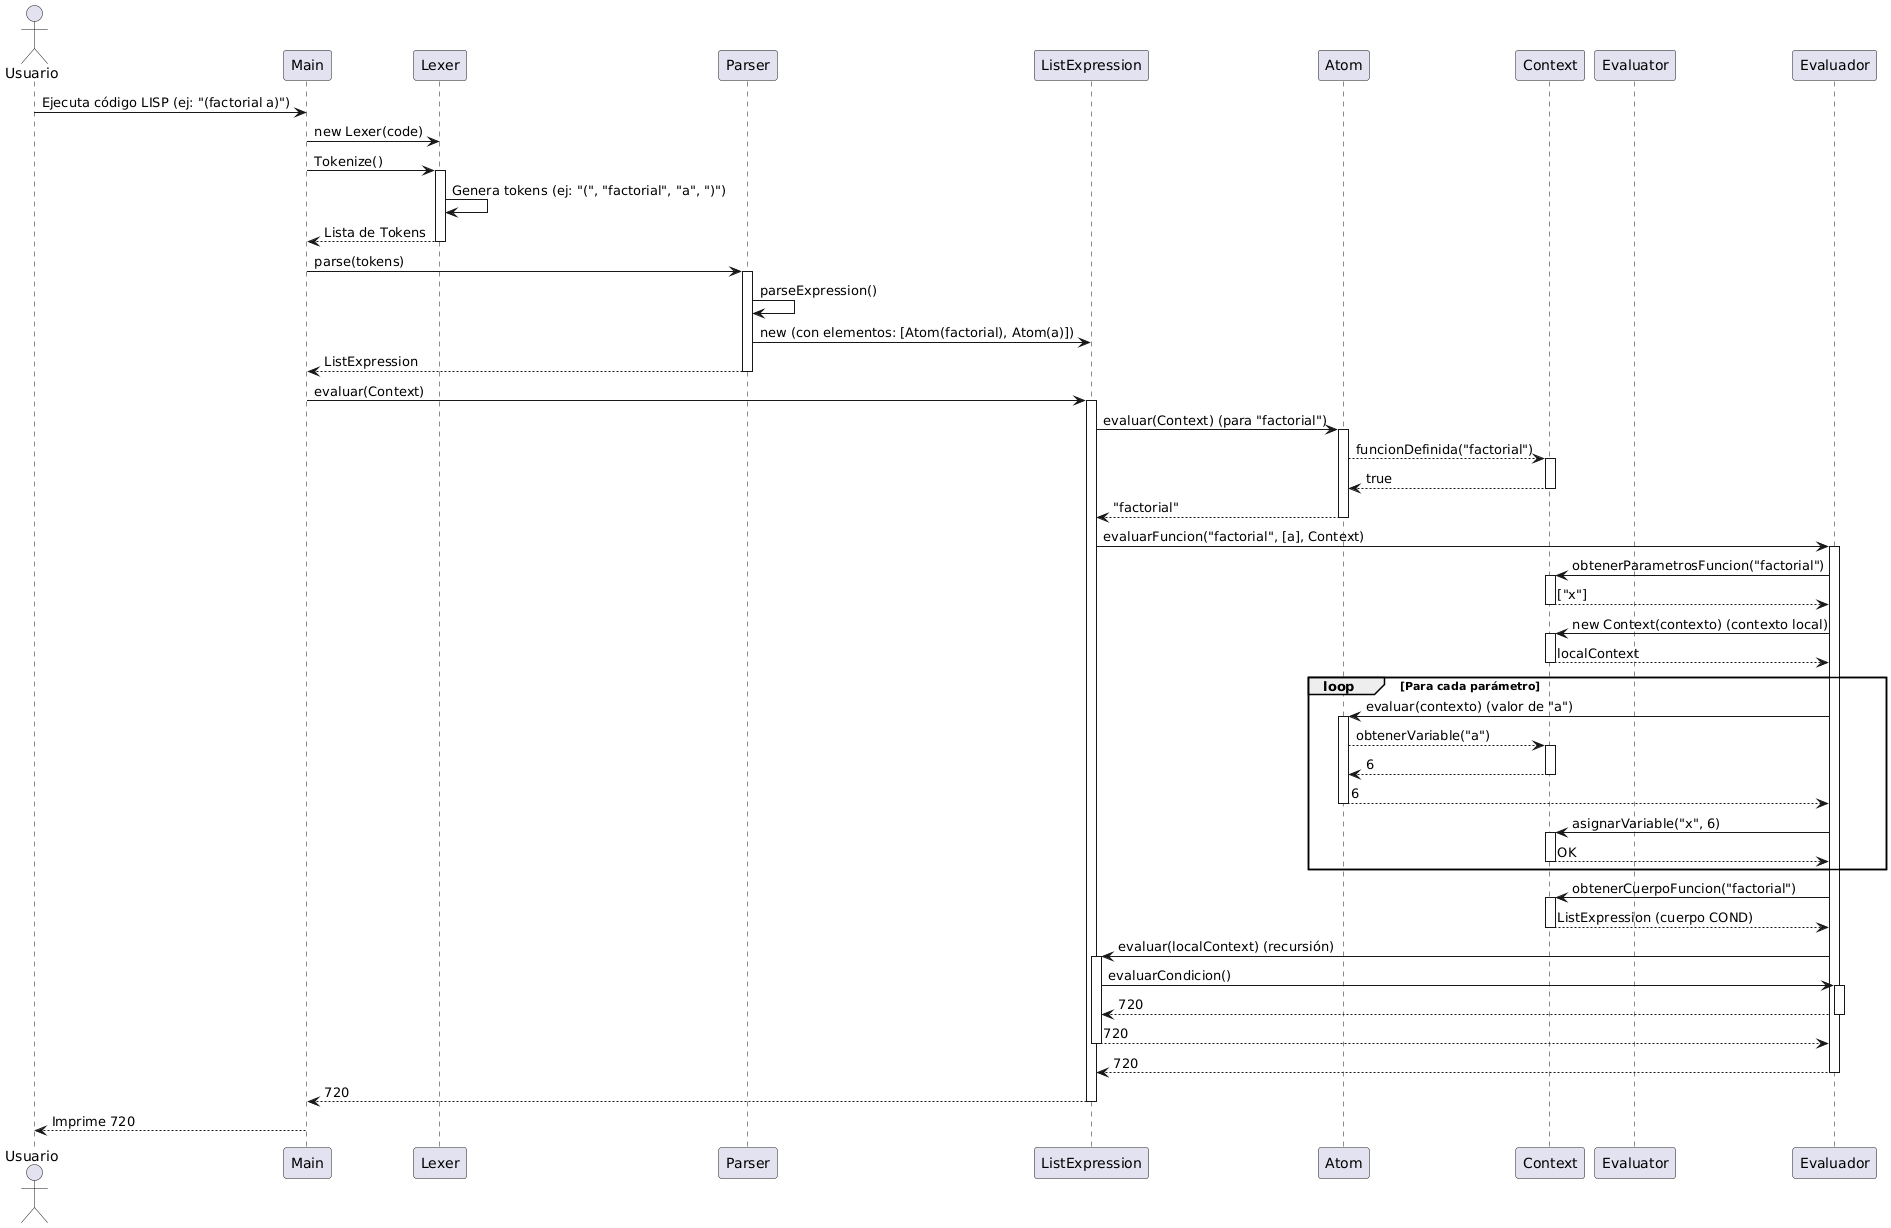 Usuario
Main
Lexer
Parser
ListExpression
Atom
Context
Evaluator
Evaluador
Ejecuta código LISP (ej: "(factorial a)")
new Lexer(code)
Tokenize()
Genera tokens (ej: "(", "factorial", "a", ")")
Lista de Tokens
parse(tokens)
parseExpression()
new (con elementos: [Atom(factorial), Atom(a)])
ListExpression
evaluar(Context)
evaluar(Context) (para "factorial")
funcionDefinida("factorial")
true
"factorial"
evaluarFuncion("factorial", [a], Context)
obtenerParametrosFuncion("factorial")
["x"]
new Context(contexto) (contexto local)
localContext
loop [Para cada parámetro]
evaluar(contexto) (valor de "a")
obtenerVariable("a")
6
6
asignarVariable("x", 6)
OK
obtenerCuerpoFuncion("factorial")
ListExpression (cuerpo COND)
evaluar(localContext) (recursión)
evaluarCondicion()
720
720
720
720
Imprime 720
Usuario
Main
Lexer
Parser
ListExpression
Atom
Context
Evaluator
Evaluador